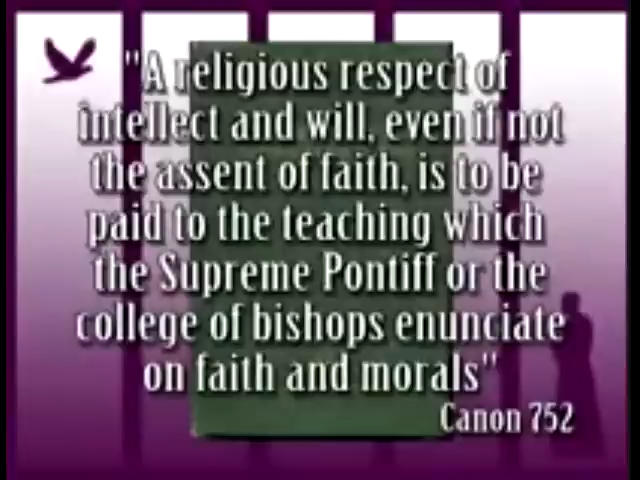 "A religious respect of
intellect and will, even if not
the assent of faith, is to be
paid to the teaching which
the Supreme Pontiff or the
college of bishops enunciate
on faith and morals"
Canon 752